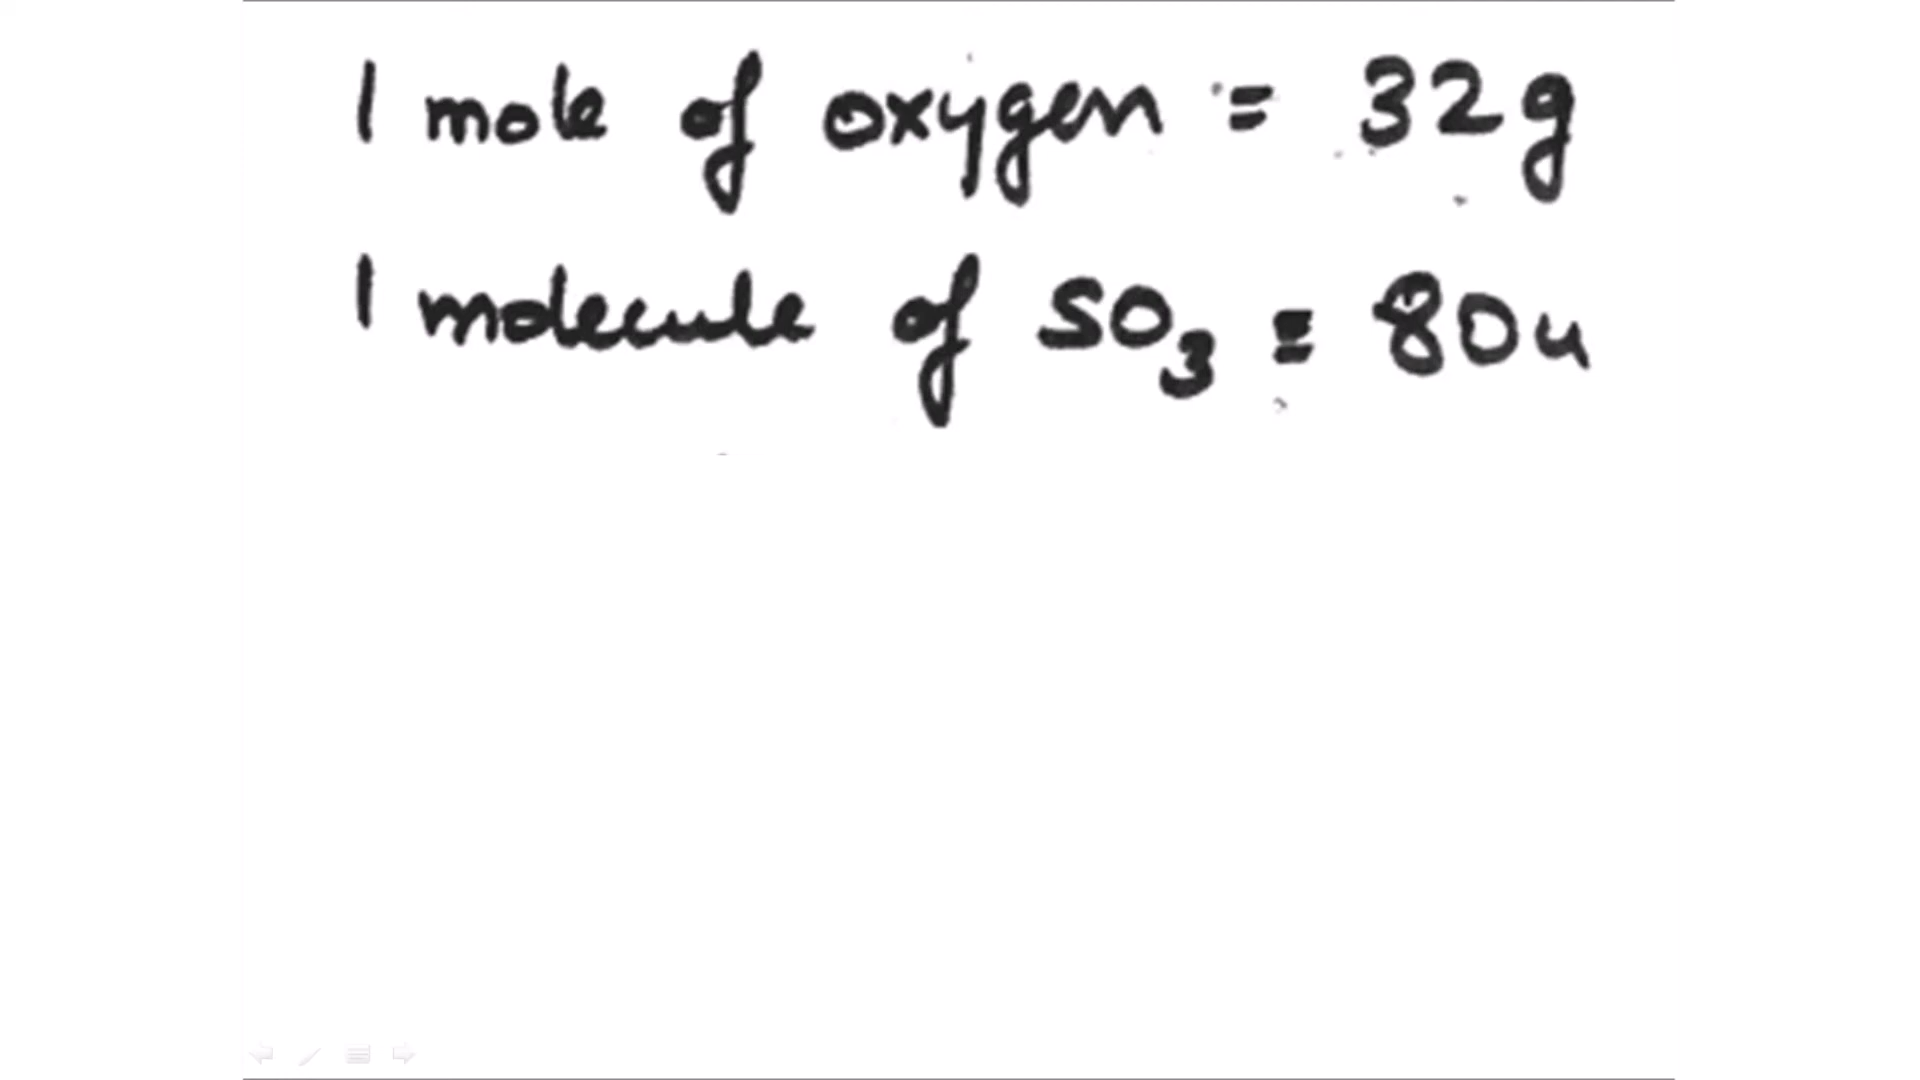 1 mole of oxygen = 32g
1 molecule of SO₃ = 80u